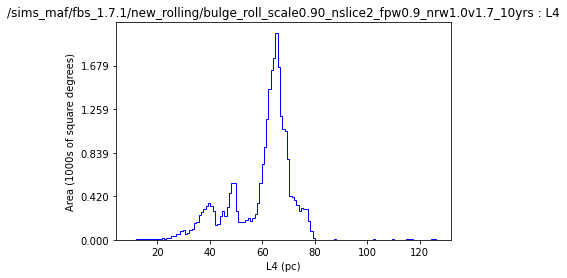 /sims_maf/fbs_1.7.1/new_rolling/bulge_roll_scale0.90_nslice2_fpw0.9_nrw1.0v1.7_10yrs : L4
1.679
1.259
0.839
0.420
0.000
Area (1000s of square degrees)
20 40 60 80 100 120
L4 (pc)